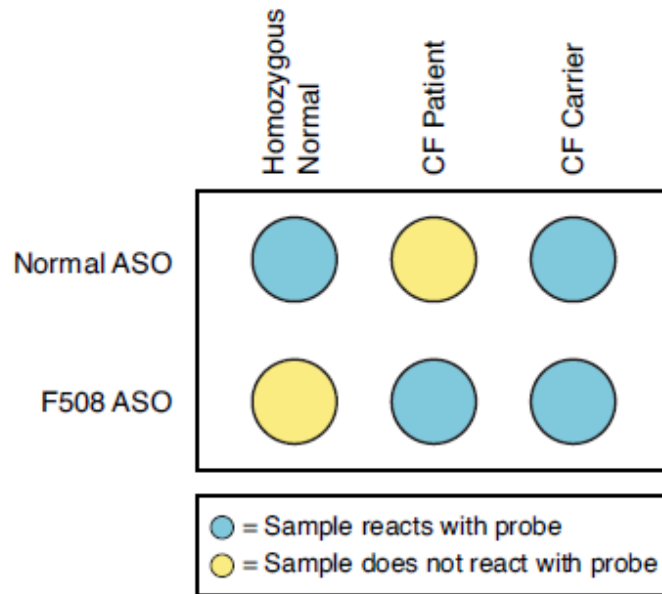 Homozygous
Normal
CF Patient
CF Carrier
Normal ASO
F508 ASO
= Sample reacts with probe
= Sample does not react with probe